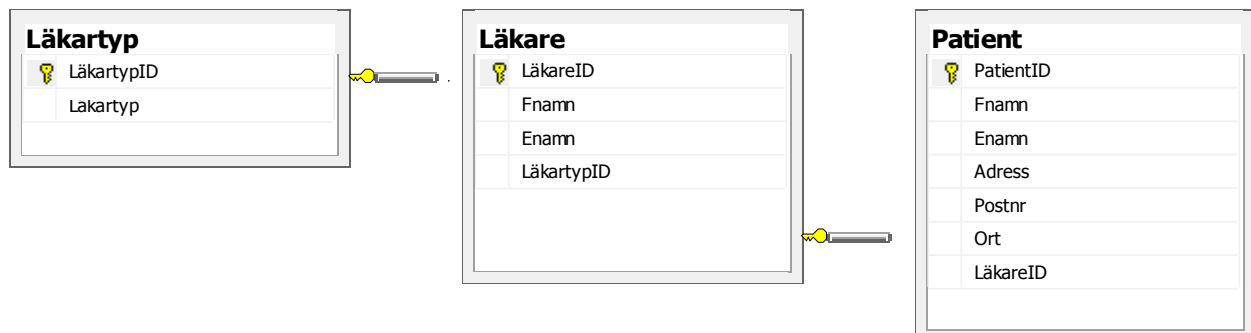 Läkartyp
LäkartypID
Lakartyp
Läkare
LäkareID
Fnamn
Enamn
LäkartypID
Patient
PatientID
Fnamn
Enamn
Adress
Postnr
Ort
LäkareID